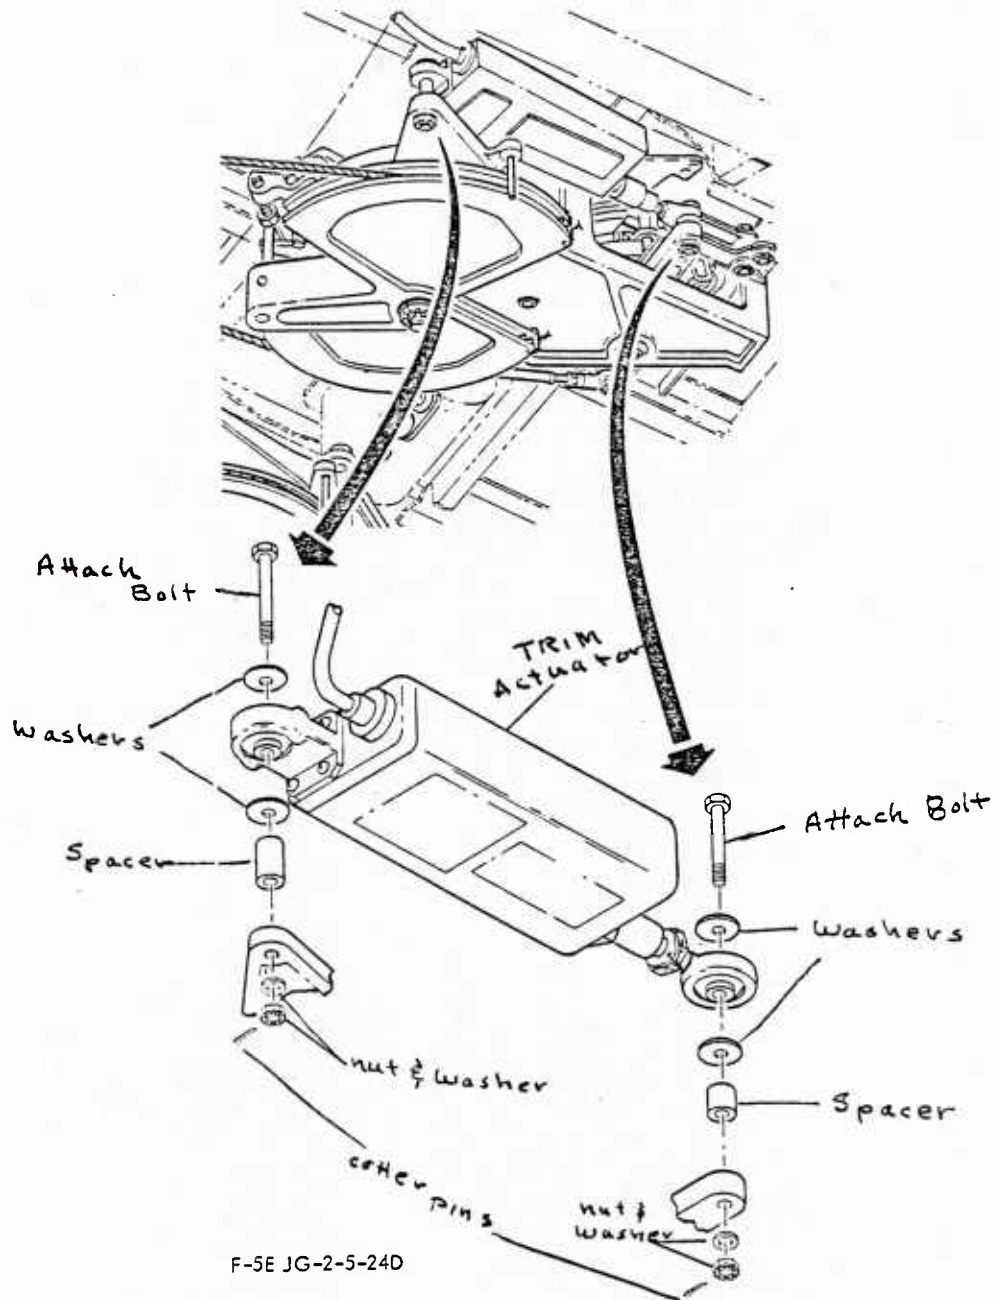 Attach
Bolt
TRIM
Actuator
Washers
Attach Bolt
Spacer
Washers
nut & Washer
Spacer
cotter pins
nut &
Washer
F-5E JG-2-5-24D